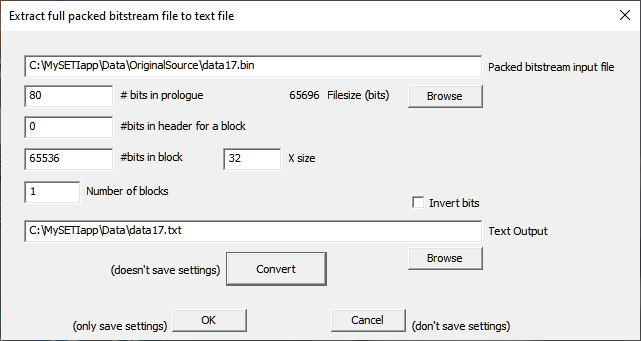 Extract full packed bitstream file to text file
C:\MySETIapp\Data\OriginalSource\data17.bin Packed bitstream input file
80 # bits in prologue 65696 Filesize (bits) Browse
0 #bits in header for a block
65536 #bits in block 32 X size
1 Number of blocks
Invert bits
C:\MySETIapp\Data\data17.txt Text Output
Browse
(doesn't save settings) Convert
(only save settings) OK Cancel (don't save settings)